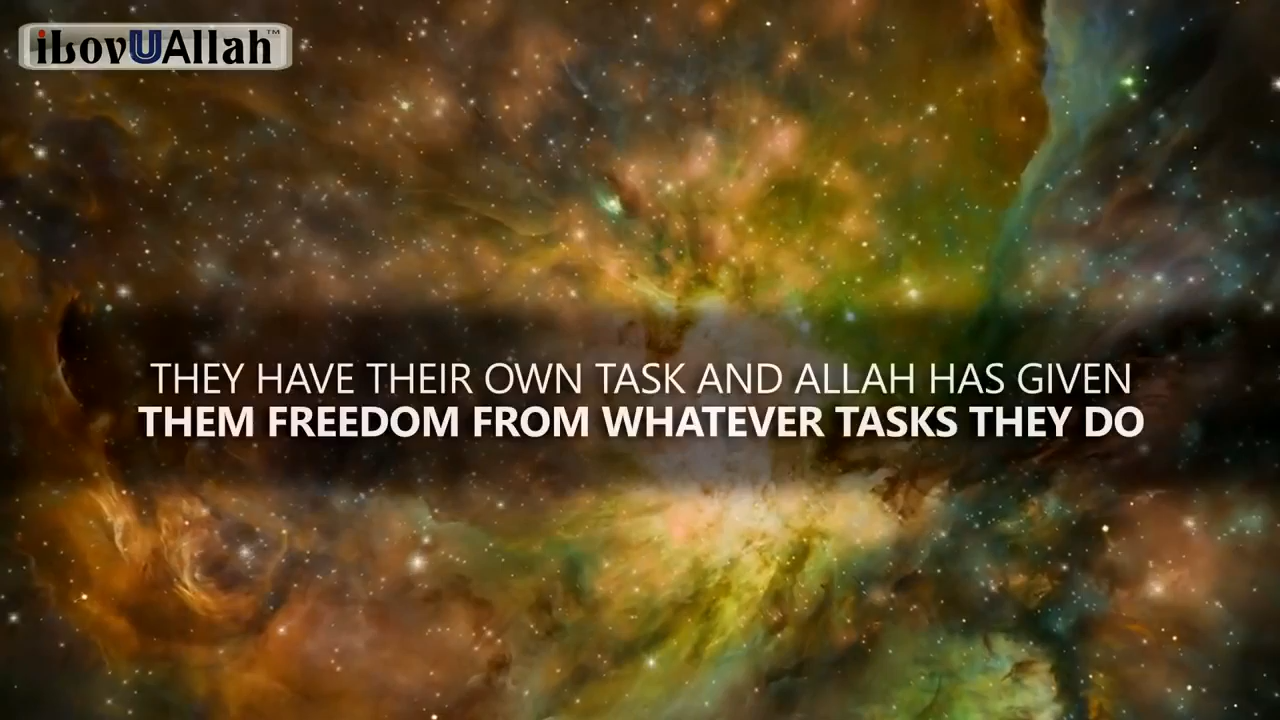 iLovUAllah™
THEY HAVE THEIR OWN TASK AND ALLAH HAS GIVEN
THEM FREEDOM FROM WHATEVER TASKS THEY DO